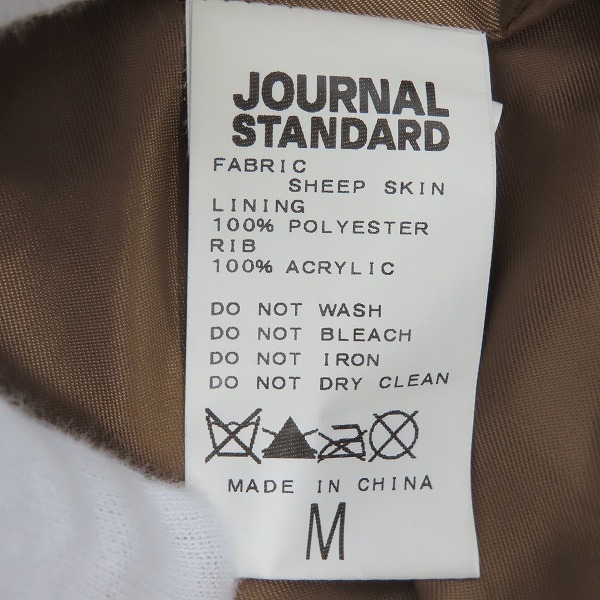 JOURNAL
STANDARD
FABRIC
SHEEP SKIN
LINING
100% POLYESTER
RIB
100% ACRYLIC
DO NOT WASH
DO NOT BLEACH
DO NOT IRON
DO NOT DRY CLEAN
MADE IN CHINA
M